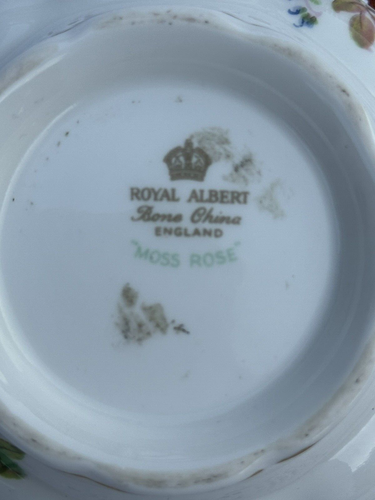 ROYAL ALBERT
Bone China
ENGLAND
"MOSS ROSE"